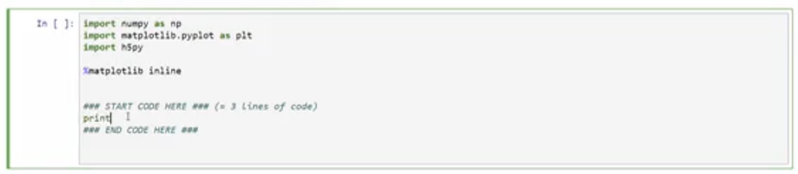 In [ ]: import numpy as np
import matplotlib.pyplot as plt
import h5py
%matplotlib inline
### START CODE HERE ### (≈ 3 lines of code)
print
### END CODE HERE ###